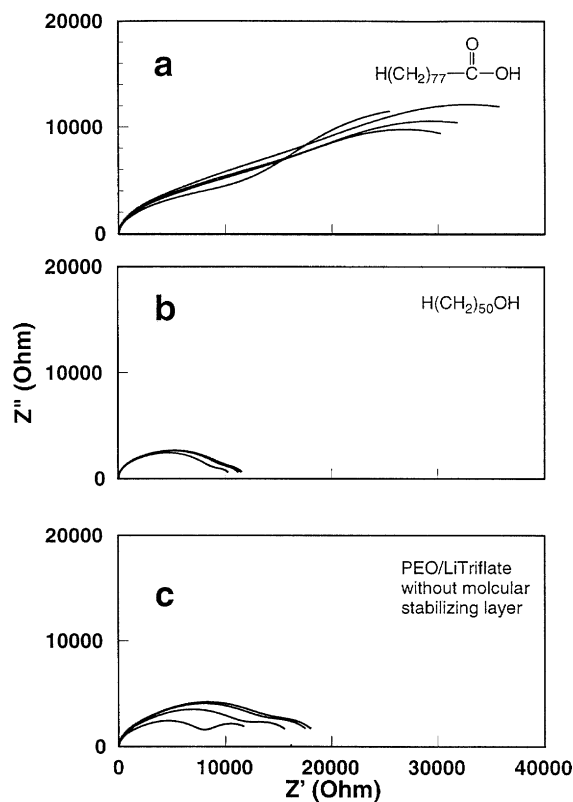 20000
a
O
H(CH2)77—C—OH
10000
0
20000
b
H(CH2)50OH
10000
0
20000
c
PEO/LiTriflate
without molcular
stabilizing layer
10000
0
0
10000
20000
30000
40000
Z" (Ohm)
Z' (Ohm)